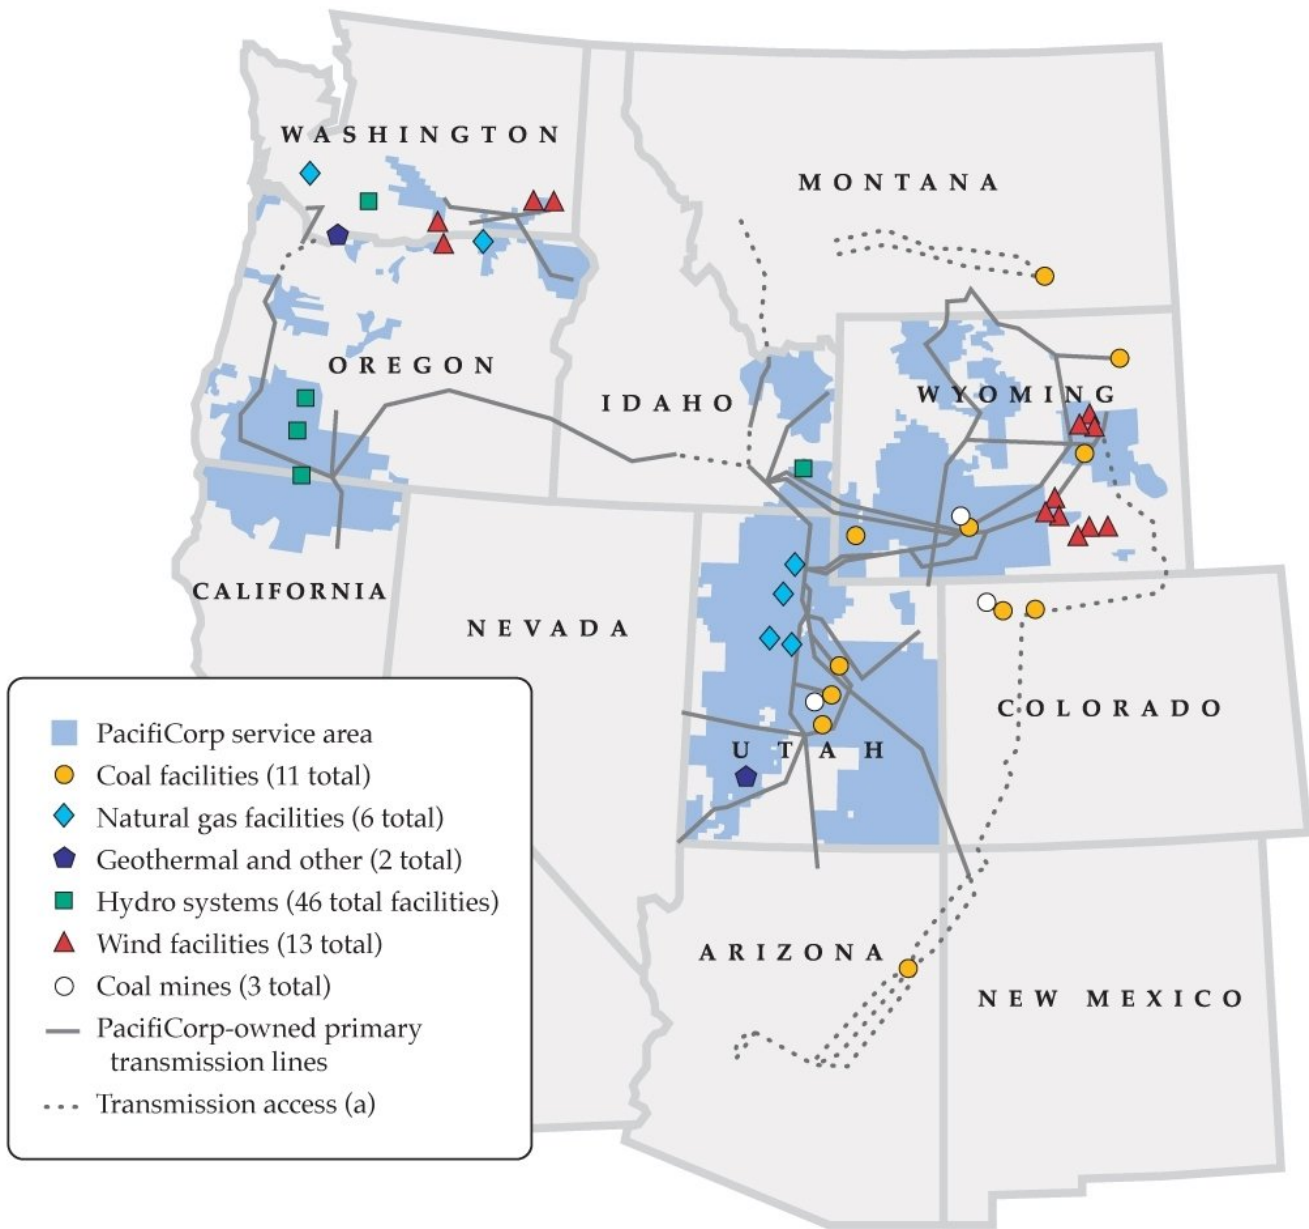 WASHINGTON
MONTANA
OREGON
IDAHO
WYOMING
CALIFORNIA
NEVADA
UTAH
COLORADO
ARIZONA
NEW MEXICO
PacifiCorp service area
Coal facilities (11 total)
Natural gas facilities (6 total)
Geothermal and other (2 total)
Hydro systems (46 total facilities)
Wind facilities (13 total)
Coal mines (3 total)
PacifiCorp-owned primary
transmission lines
Transmission access (a)